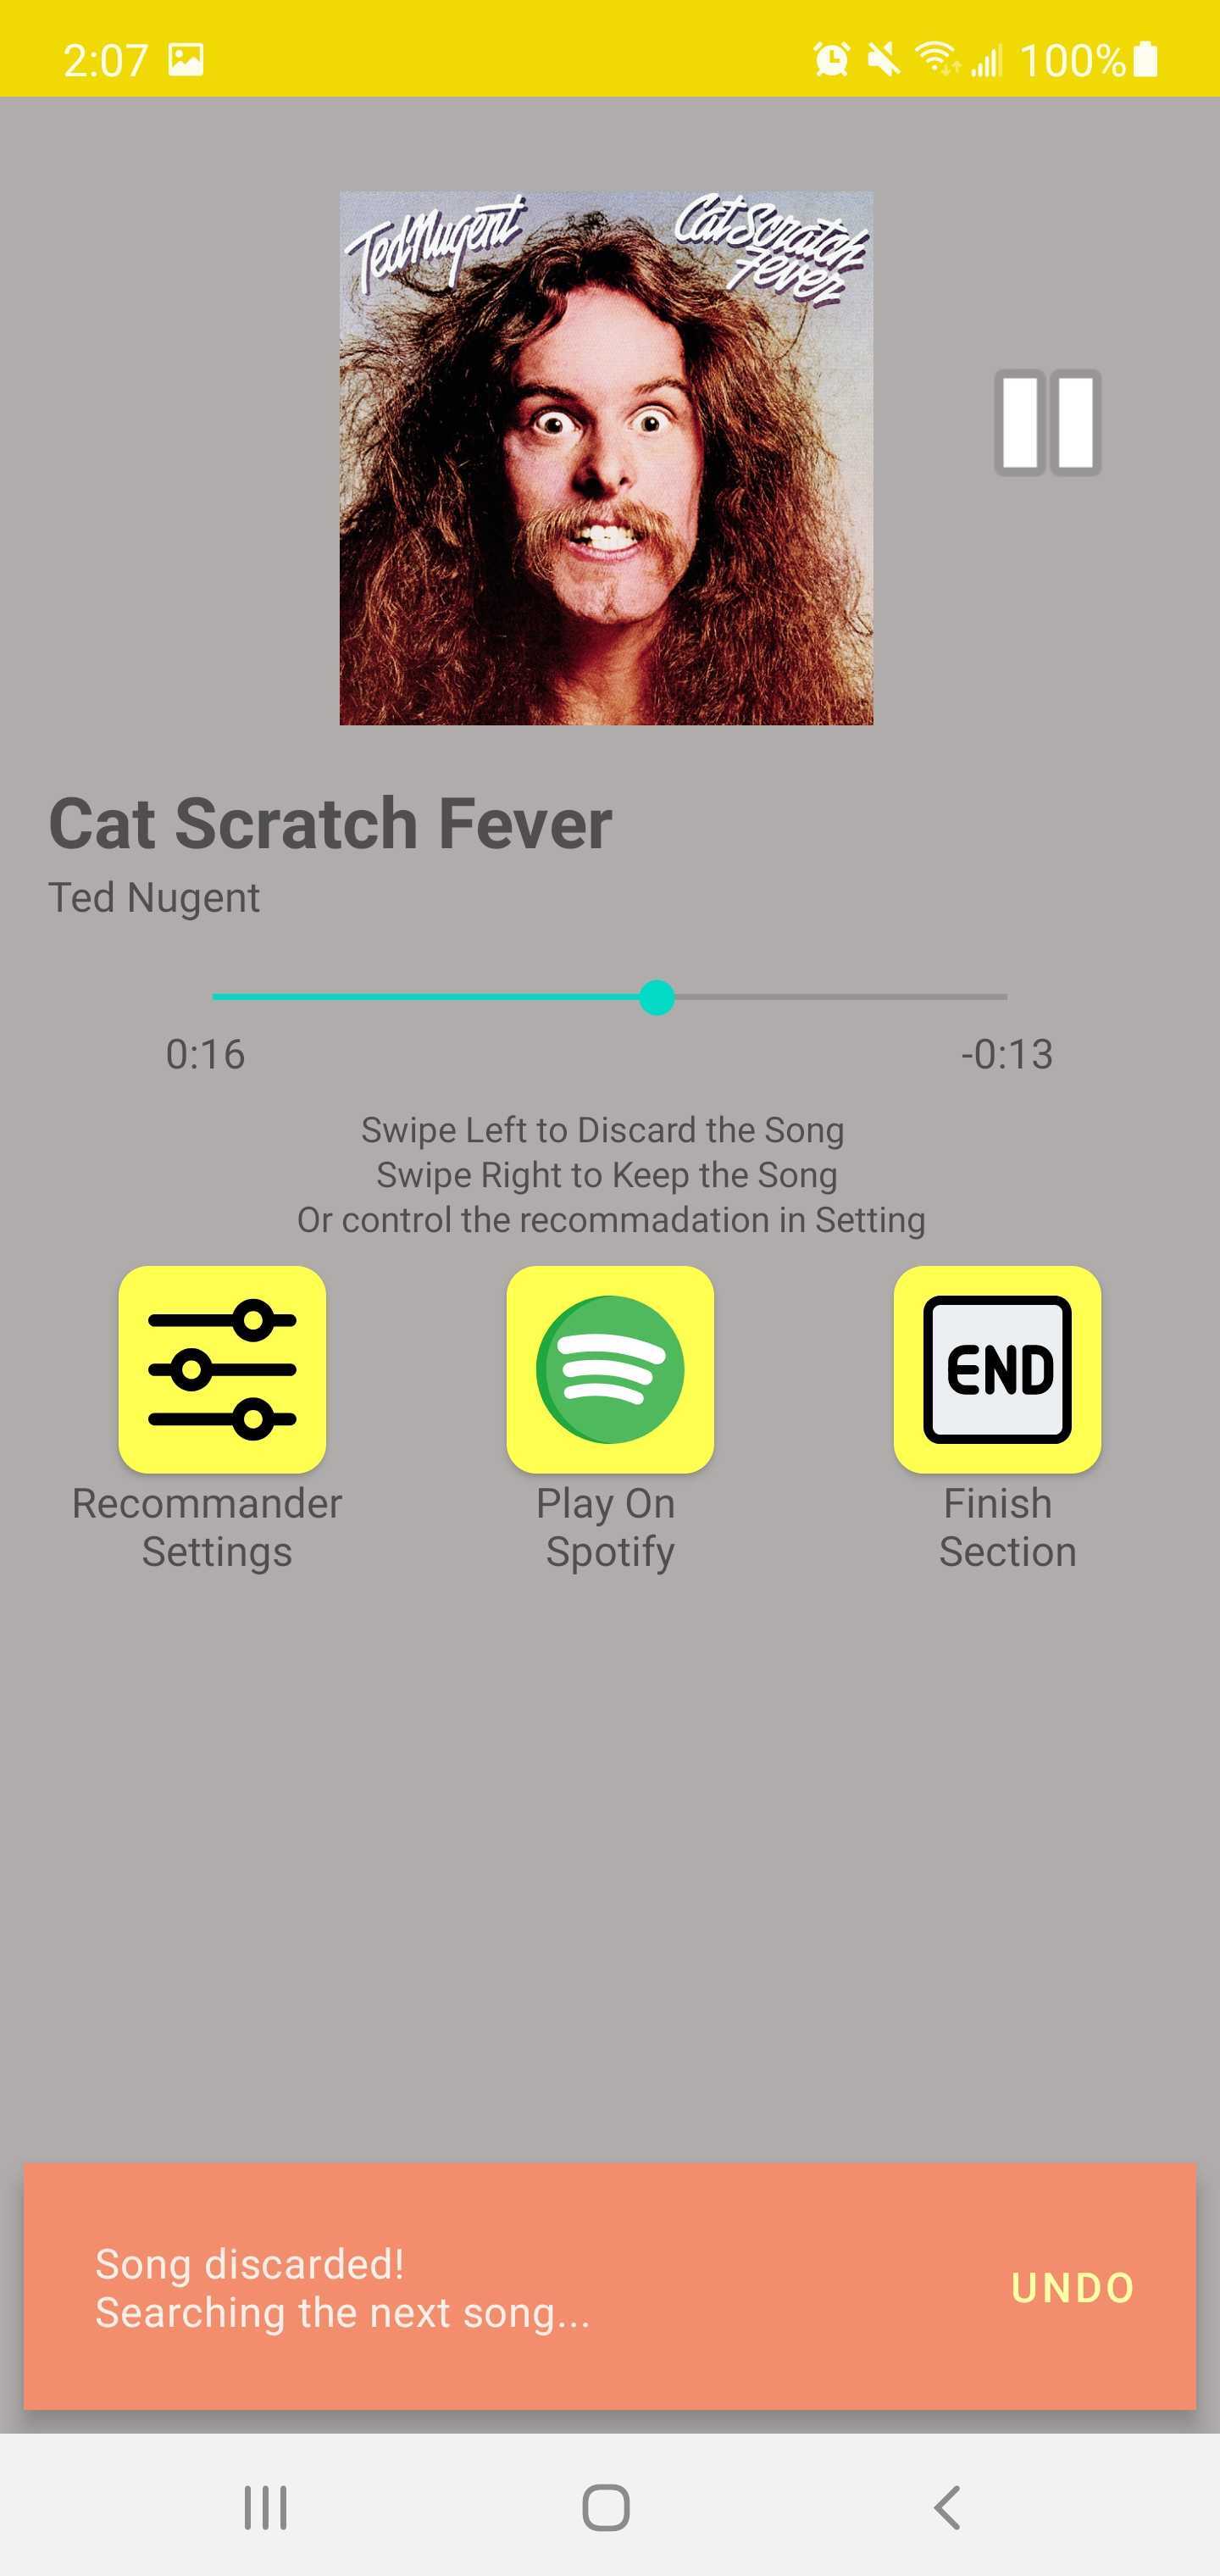 2:07
100%
Ted Nugent
Cat Scratch
Fever
Cat Scratch Fever
Ted Nugent
0:16
-0:13
Swipe Left to Discard the Song
Swipe Right to Keep the Song
Or control the recommadation in Setting
END
Recommander
Settings
Play On
Spotify
Finish
Section
Song discarded!
Searching the next song...
UNDO